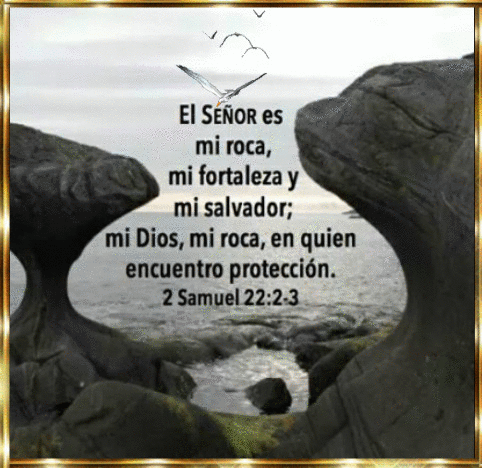 El SEÑOR es
mi roca,
mi fortaleza y
mi salvador;
mi Dios, mi roca, en quien
encuentro protección.
2 Samuel 22:2-3